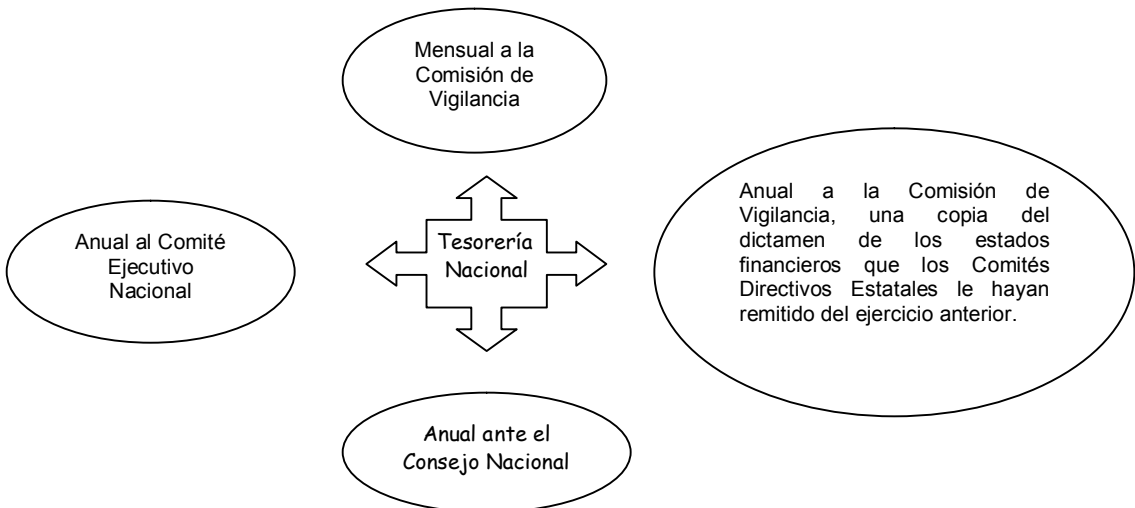 Mensual a la
Comisión de
Vigilancia
Anual al Comité
Ejecutivo
Nacional
Tesorería
Nacional
Anual a la Comisión de
Vigilancia, una copia del
dictamen de los estados
financieros que los Comités
Directivos Estatales le hayan
remitido del ejercicio anterior.
Anual ante el
Consejo Nacional